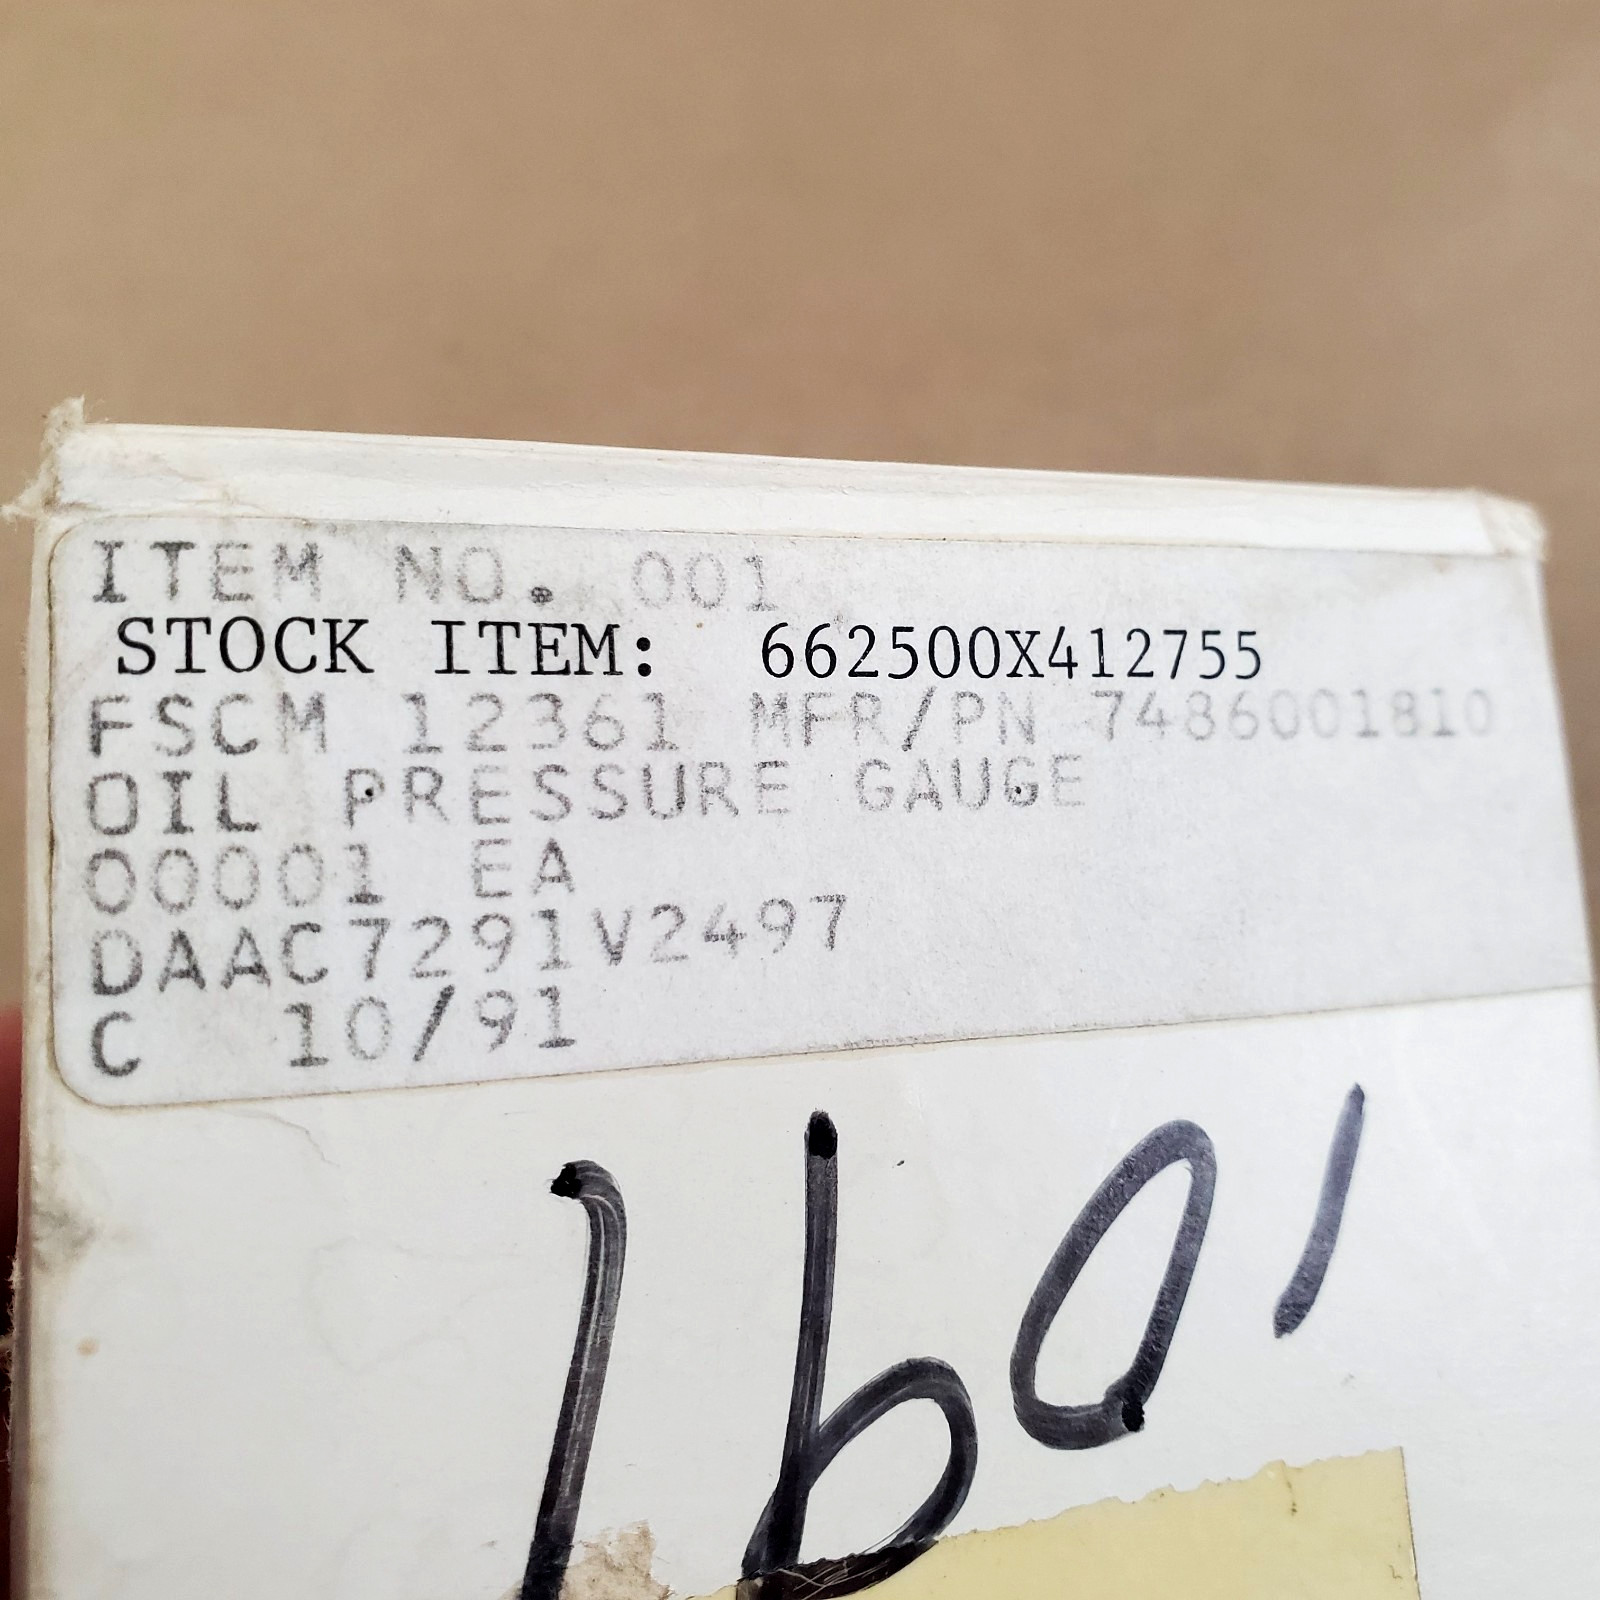 ITEM NO. 001
STOCK ITEM: 662500X412755
FSCM 12361 MFR/PN 7486001810
OIL PRESSURE GAUGE
00001 EA
DAAC7291V2497
C 10/91
1601